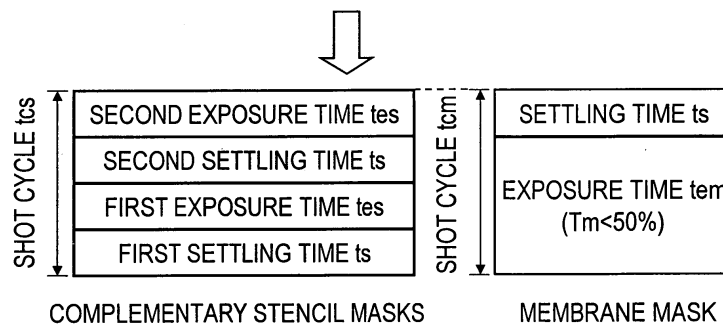 SHOT CYCLE tcs
SECOND EXPOSURE TIME tes
SECOND SETTLING TIME ts
FIRST EXPOSURE TIME tes
FIRST SETTLING TIME ts
COMPLEMENTARY STENCIL MASKS
SHOT CYCLE tcm
SETTLING TIME ts
EXPOSURE TIME tem
(Tm<50%)
MEMBRANE MASK